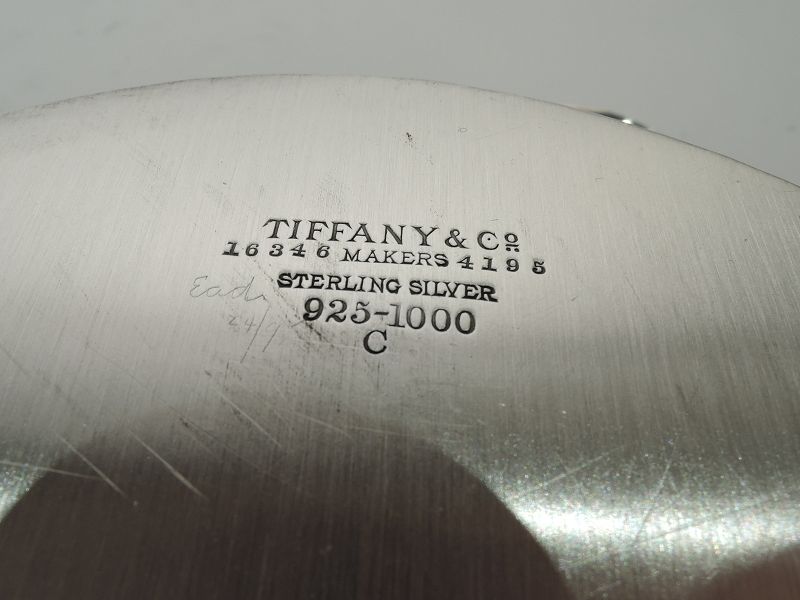 TIFFANY & Co
16346 MAKERS 4195
STERLING SILVER
925-1000
C